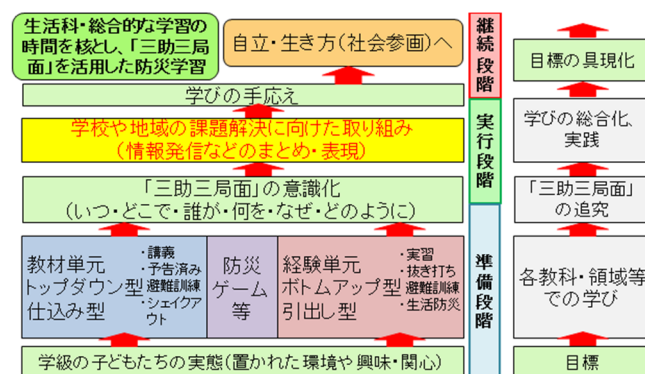 生活科・総合的な学習の
時間を核とし、「三助三局
面」を活用した防災学習
自立・生き方(社会参画)へ
学びの手応え
学校や地域の課題解決に向けた取り組み
(情報発信などのまとめ・表現)
「三助三局面」の意識化
(いつ・どこで・誰が・何を・なぜ・どのように)
教材単元
トップダウン型
仕込み型
・講義
・予告済み
避難訓練
・シェイクア
ウト
防災
ゲーム
等
経験単元
ボトムアップ型
引出し型
・実習
・抜き打ち
避難訓練
・生活防災
学級の子どもたちの実態(置かれた環境や興味・関心)
継続段階
実行段階
準備段階
目標の具現化
学びの総合化、
実践
「三助三局面」
の追究
各教科・領域等
での学び
目標